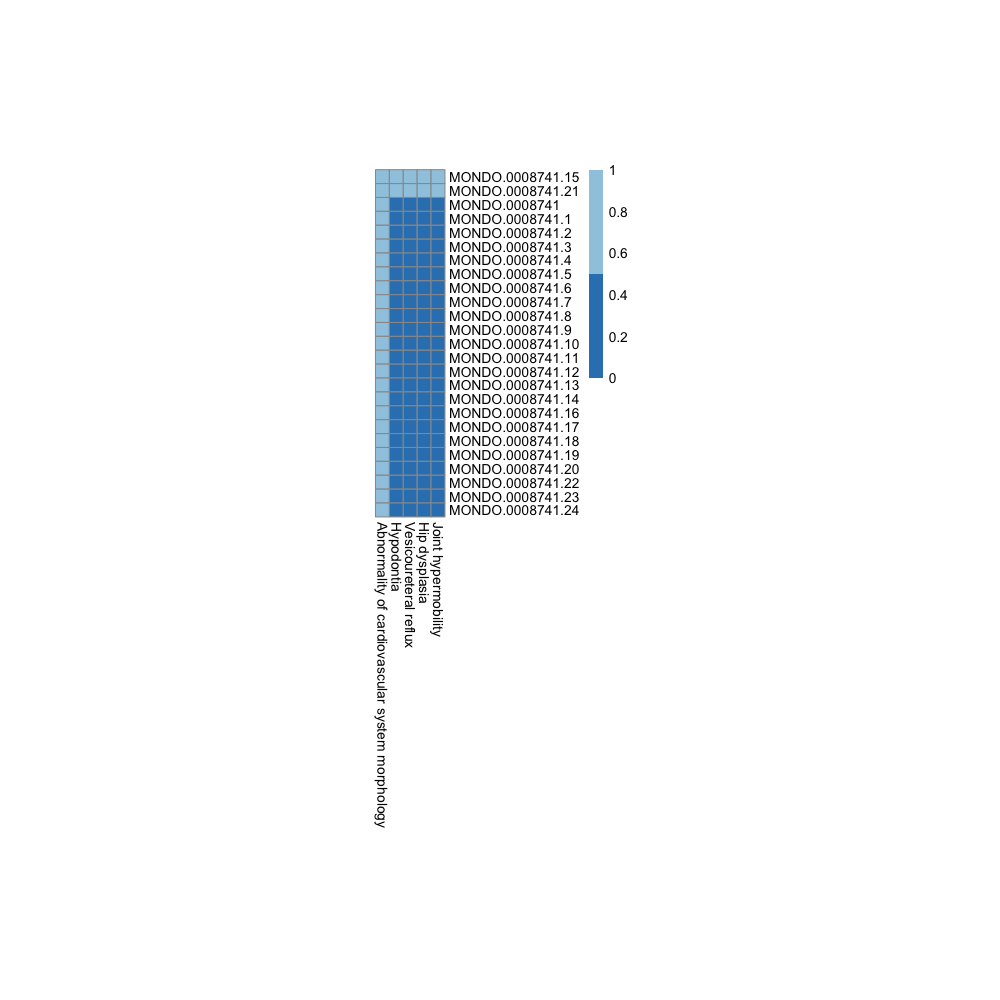 MONDO.0008741.15
MONDO.0008741.21
MONDO.0008741
MONDO.0008741.1
MONDO.0008741.2
MONDO.0008741.3
MONDO.0008741.4
MONDO.0008741.5
MONDO.0008741.6
MONDO.0008741.7
MONDO.0008741.8
MONDO.0008741.9
MONDO.0008741.10
MONDO.0008741.11
MONDO.0008741.12
MONDO.0008741.13
MONDO.0008741.14
MONDO.0008741.16
MONDO.0008741.17
MONDO.0008741.18
MONDO.0008741.19
MONDO.0008741.20
MONDO.0008741.22
MONDO.0008741.23
MONDO.0008741.24
1
0.8
0.6
0.4
0.2
0
Abnormality of cardiovascular system morphology
Hypodontia
Vesicoureteral reflux
Hip dysplasia
Joint hypermobility